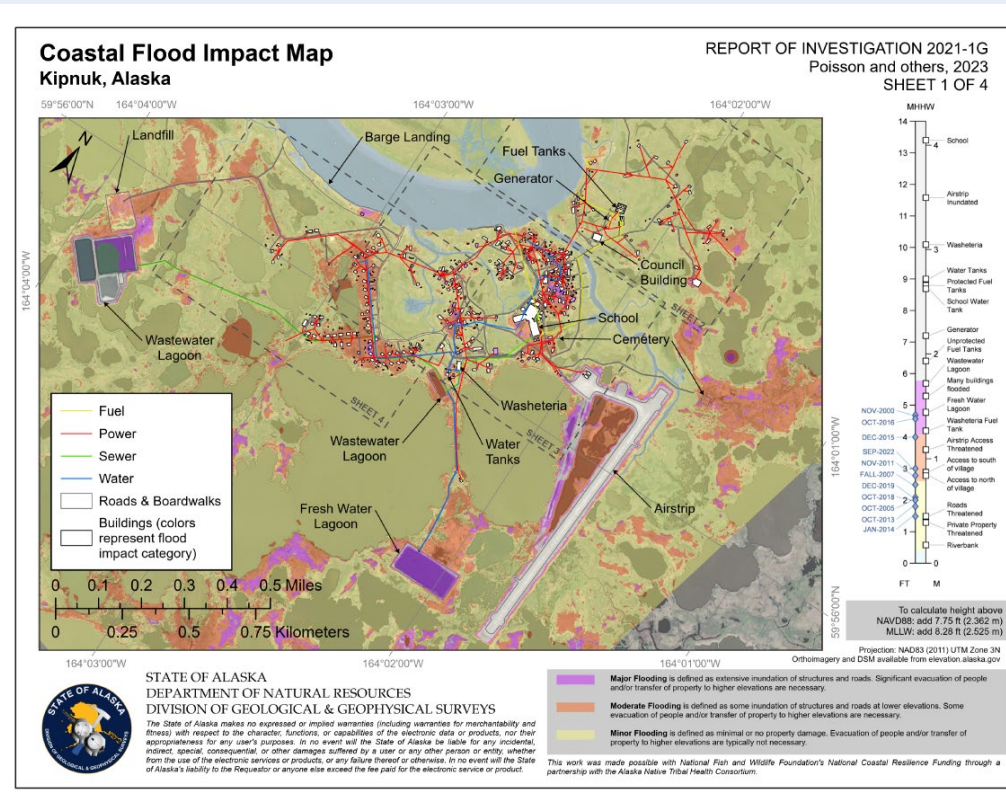 Coastal Flood Impact Map
Kipnuk, Alaska
REPORT OF INVESTIGATION 2021-1G
Poisson and others, 2023
SHEET 1 OF 4
59°56'00"N
164°04'00"W
164°03'00"W
164°02'00"W
N
Landfill
Barge Landing
Fuel Tanks
Generator
Council
Building
School
Cemetery
164°04'00"W
Wastewater
Lagoon
SHEET 4
SHEET 3
SHEET 2
Washeteria
Wastewater
Lagoon
Water
Tanks
Fresh Water
Lagoon
Airstrip
164°01'00"W
59°56'00"N
Fuel
Power
Sewer
Water
Roads & Boardwalks
Buildings (colors
represent flood
impact category)
0 0.1 0.2 0.3 0.4 0.5 Miles
0 0.25 0.5 0.75 Kilometers
164°03'00"W
164°02'00"W
164°01'00"W
MHHW
14
13
12
11
10
9
8
7
6
5
4
3
2
1
0
FT
4
3
2
1
0
M
School
Airstrip
Inundated
Washeteria
Water Tanks
Protected Fuel
Tanks
School Water
Tank
Generator
Unprotected
Fuel Tanks
Wastewater
Lagoon
Many buildings
flooded
Fresh Water
Lagoon
Washeteria Fuel
Tank
Airstrip Access
Threatened
Access to south
of village
Access to north
of village
Roads
Threatened
Private Property
Threatened
Riverbank
NOV-2000
OCT-2016
DEC-2015
SEP-2022
NOV-2011
FALL-2007
DEC-2019
OCT-2018
OCT-2005
OCT-2013
JAN-2014
To calculate height above
NAVD88: add 7.75 ft (2.362 m)
MLLW: add 8.28 ft (2.525 m)
Projection: NAD83 (2011) UTM Zone 3N
Orthoimagery and DSM available from elevation.alaska.gov
STATE OF ALASKA
DIVISION OF GEOLOGICAL & GEOPHYSICAL SURVEYS
STATE OF ALASKA
DEPARTMENT OF NATURAL RESOURCES
DIVISION OF GEOLOGICAL & GEOPHYSICAL SURVEYS
The State of Alaska makes no expressed or implied warranties (including warranties for merchantability and
fitness) with respect to the character, functions, or capabilities of the electronic data or products, nor their
appropriateness for any user's purposes. In no event will the State of Alaska be liable for any incidental,
indirect, special, consequential, or other damages suffered by a user or any other person or entity, whether
from the use of the electronic services or products, or any failure thereof or otherwise. In no event will the State
of Alaska's liability to the Requestor or anyone else exceed the fee paid for the electronic service or product.
Major Flooding is defined as extensive inundation of structures and roads. Significant evacuation of people
and/or transfer of property to higher elevations are necessary.
Moderate Flooding is defined as some inundation of structures and roads at lower elevations. Some
evacuation of people and/or transfer of property to higher elevations are necessary.
Minor Flooding is defined as minimal or no property damage. Evacuation of people and/or transfer of
property to higher elevations are typically not necessary.
This work was made possible with National Fish and Wildlife Foundation's National Coastal Resilience Funding through a
partnership with the Alaska Native Tribal Health Consortium.